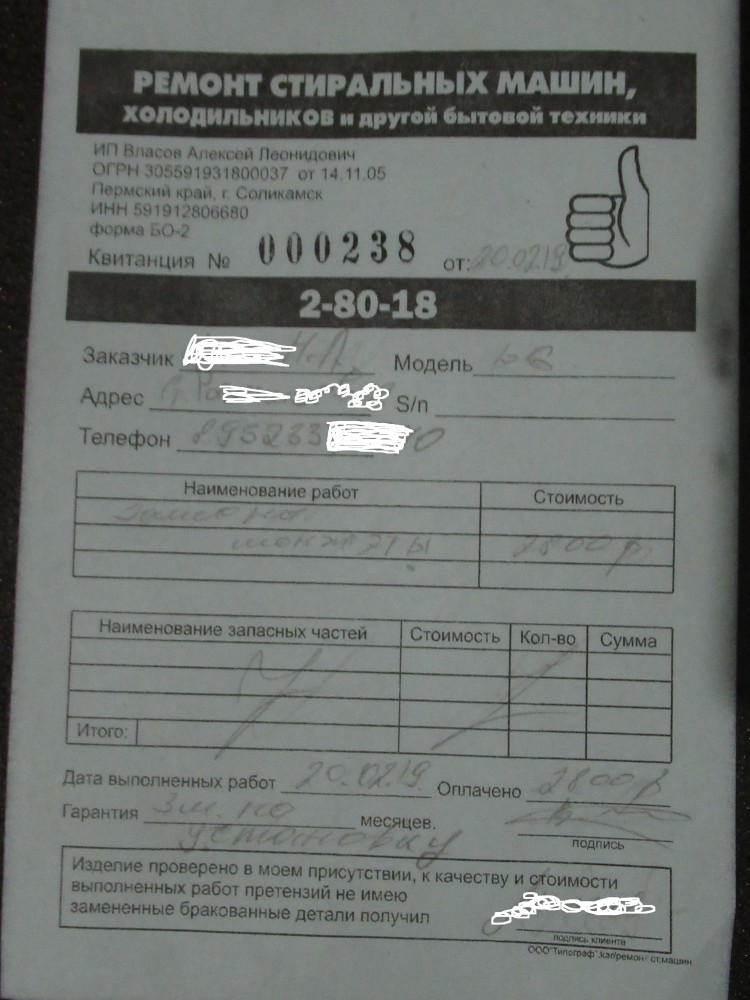 РЕМОНТ СТИРАЛЬНЫХ МАШИН,
ХОЛОДИЛЬНИКОВ и другой бытовой техники
ИП Власов Алексей Леонидович
ОГРН 305591931800037 от 14.11.05
Пермский край, г. Соликамск
ИНН 591912806680
форма БО-2
Квитанция № 000238 от: 20.02.19
2-80-18
Заказчик Модель
Адрес S/n
Телефон 895233
Наименование работ Стоимость
Замена
манжеты 2800 р.
Наименование запасных частей Стоимость Кол-во Сумма
Итого:
Дата выполненных работ 20.02.19 Оплачено 2800 р
Гарантия 3 м. на месяцев.
установку подпись
Изделие проверено в моем присутствии, к качеству и стоимости
выполненных работ претензий не имею
замененные бракованные детали получил
подпись клиента
ООО"Типограф".кар/ремонт ст.машин